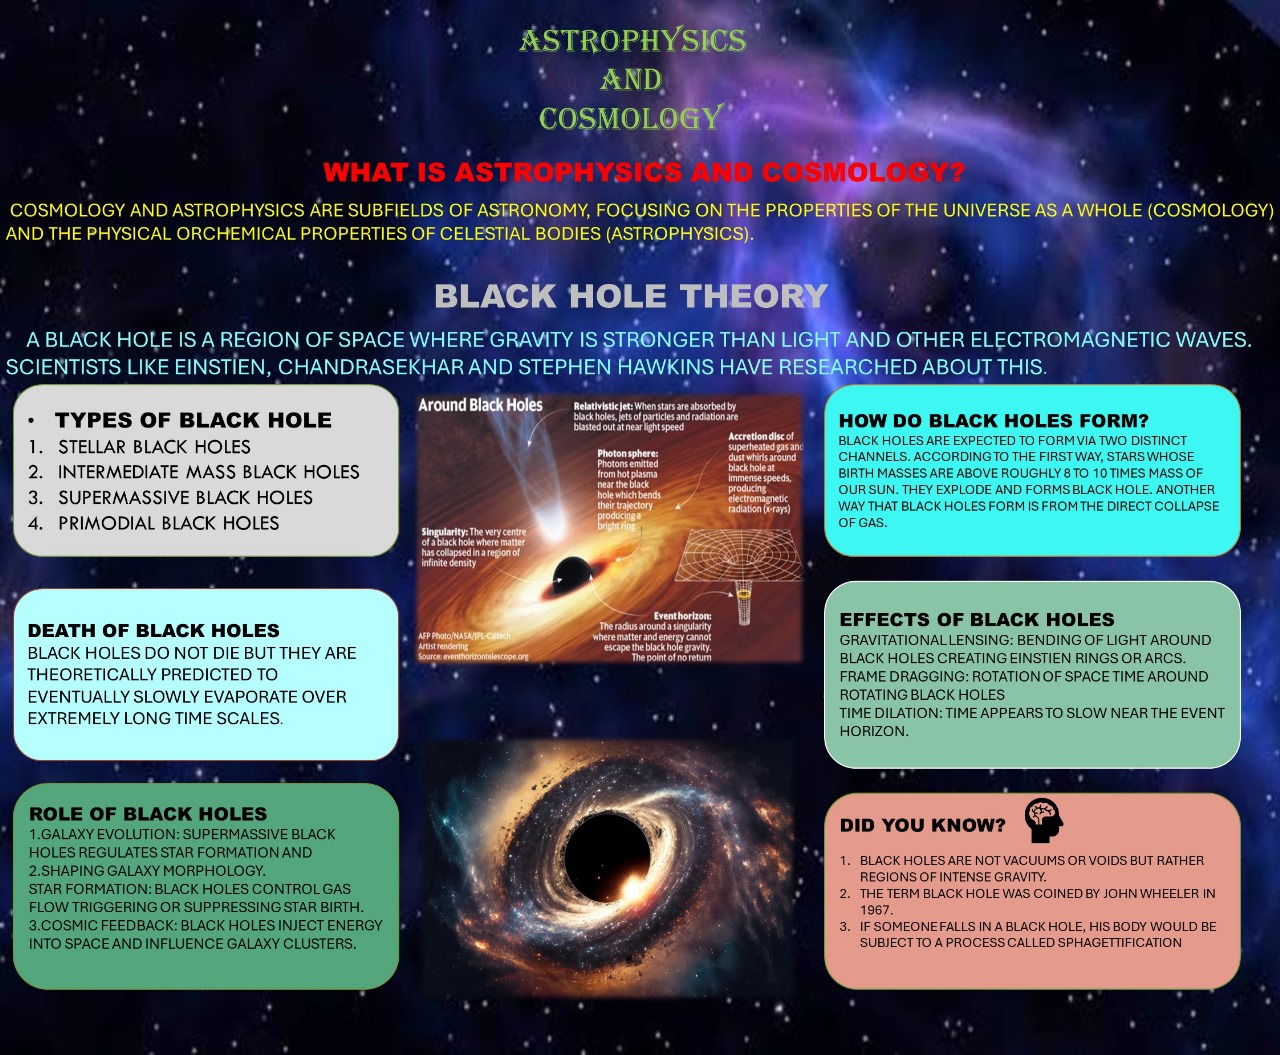 ASTROPHYSICS
AND
COSMOLOGY
WHAT IS ASTROPHYSICS AND COSMOLOGY?
COSMOLOGY AND ASTROPHYSICS ARE SUBFIELDS OF ASTRONOMY, FOCUSING ON THE PROPERTIES OF THE UNIVERSE AS A WHOLE (COSMOLOGY)
AND THE PHYSICAL ORCHEMICAL PROPERTIES OF CELESTIAL BODIES (ASTROPHYSICS).
BLACK HOLE THEORY
A BLACK HOLE IS A REGION OF SPACE WHERE GRAVITY IS STRONGER THAN LIGHT AND OTHER ELECTROMAGNETIC WAVES.
SCIENTISTS LIKE EINSTIEN, CHANDRASEKHAR AND STEPHEN HAWKINS HAVE RESEARCHED ABOUT THIS.
• TYPES OF BLACK HOLE
1. STELLAR BLACK HOLES
2. INTERMEDIATE MASS BLACK HOLES
3. SUPERMASSIVE BLACK HOLES
4. PRIMODIAL BLACK HOLES
DEATH OF BLACK HOLES
BLACK HOLES DO NOT DIE BUT THEY ARE
THEORETICALLY PREDICTED TO
EVENTUALLY SLOWLY EVAPORATE OVER
EXTREMELY LONG TIME SCALES.
ROLE OF BLACK HOLES
1.GALAXY EVOLUTION: SUPERMASSIVE BLACK
HOLES REGULATES STAR FORMATION AND
2.SHAPING GALAXY MORPHOLOGY.
STAR FORMATION: BLACK HOLES CONTROL GAS
FLOW TRIGGERING OR SUPPRESSING STAR BIRTH.
3.COSMIC FEEDBACK: BLACK HOLES INJECT ENERGY
INTO SPACE AND INFLUENCE GALAXY CLUSTERS.
Around Black Holes
Relativistic jet: When stars are absorbed by
black holes, jets of particles and radiation are
blasted out at near light speed
Accretion disc of
superheated gas and
dust whirls around
black hole at
immense speeds,
producing
electromagnetic
radiation (x-rays)
Photon sphere:
Photons emitted
from hot plasma
near the black
hole which bends
their trajectory
producing a
bright ring
Singularity: The very centre
of a black hole where matter
has collapsed in a region of
infinite density
Event horizon:
The radius around a singularity
where matter and energy cannot
escape the black hole gravity.
The point of no return
AFP Photo/NASA/JPL-Caltech
Artist rendering
Source: eventhorizontelescope.org
HOW DO BLACK HOLES FORM?
BLACK HOLES ARE EXPECTED TO FORM VIA TWO DISTINCT
CHANNELS. ACCORDING TO THE FIRST WAY, STARS WHOSE
BIRTH MASSES ARE ABOVE ROUGHLY 8 TO 10 TIMES MASS OF
OUR SUN. THEY EXPLODE AND FORMS BLACK HOLE. ANOTHER
WAY THAT BLACK HOLES FORM IS FROM THE DIRECT COLLAPSE
OF GAS.
EFFECTS OF BLACK HOLES
GRAVITATIONAL LENSING: BENDING OF LIGHT AROUND
BLACK HOLES CREATING EINSTIEN RINGS OR ARCS.
FRAME DRAGGING: ROTATION OF SPACE TIME AROUND
ROTATING BLACK HOLES
TIME DILATION: TIME APPEARS TO SLOW NEAR THE EVENT
HORIZON.
DID YOU KNOW?
1. BLACK HOLES ARE NOT VACUUMS OR VOIDS BUT RATHER
REGIONS OF INTENSE GRAVITY.
2. THE TERM BLACK HOLE WAS COINED BY JOHN WHEELER IN
1967.
3. IF SOMEONE FALLS IN A BLACK HOLE, HIS BODY WOULD BE
SUBJECT TO A PROCESS CALLED SPHAGETTIFICATION